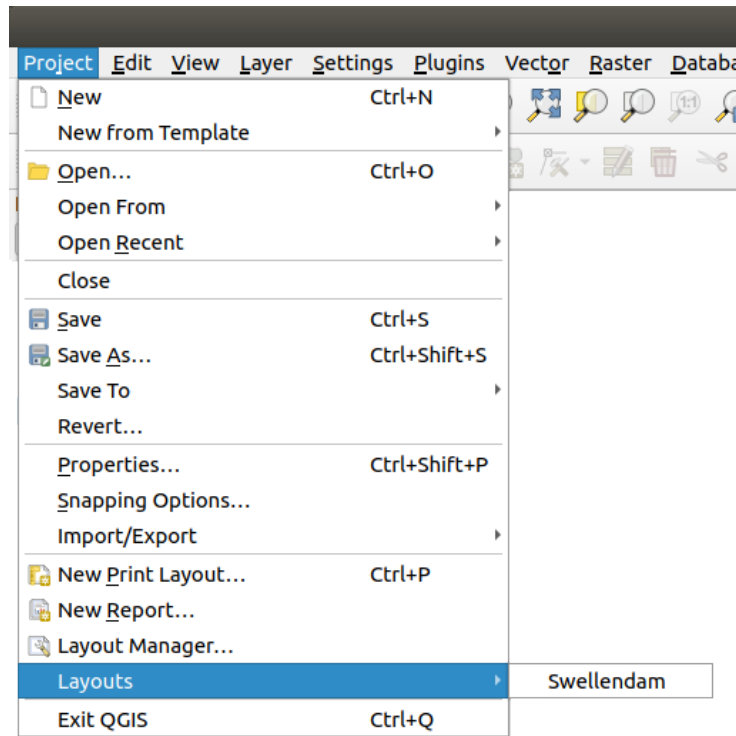 Project Edit View Layer Settings Plugins Vector Raster Databa
New Ctrl+N
New from Template
Open... Ctrl+O
Open From
Open Recent
Close
Save Ctrl+S
Save As... Ctrl+Shift+S
Save To
Revert...
Properties... Ctrl+Shift+P
Snapping Options...
Import/Export
New Print Layout... Ctrl+P
New Report...
Layout Manager...
Layouts Swellendam
Exit QGIS Ctrl+Q